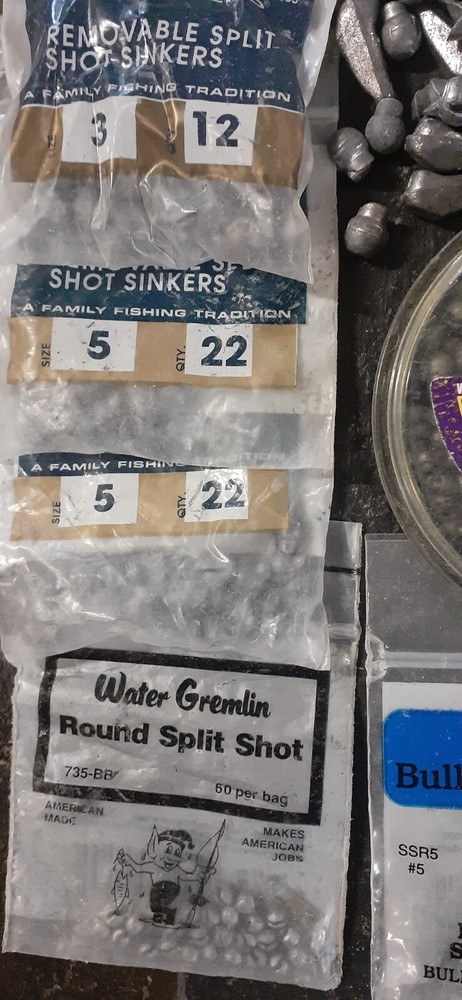 REMOVABLE SPLIT
SHOT SINKERS
A FAMILY FISHING TRADITION
SIZE 3 12
SHOT SINKERS
A FAMILY FISHING TRADITION
SIZE 5 QTY. 22
A FAMILY FISHING TRADITION
SIZE 5 QTY. 22
Water Gremlin
Round Split Shot
735-BB
60 per bag
AMERICAN
MADE
MAKES
AMERICAN
JOBS
Bull
SSR5
#5
BUL